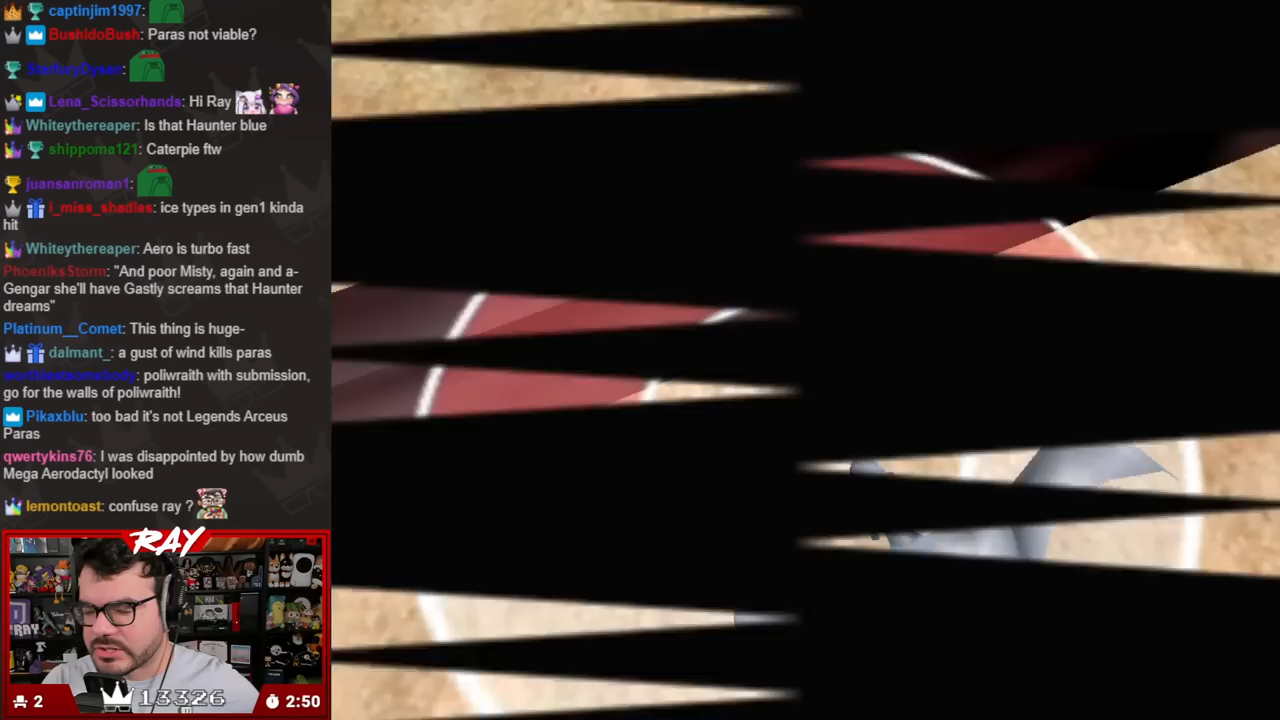 captinjim1997:
BushidoBush: Paras not viable?
Lena_Scissorhands: Hi Ray
Whiteythereaper: Is that Haunter blue
shippoma121: Caterpie ftw
juansanroman1:
i_miss_shadles: ice types in gen1 kinda
hit
Whiteythereaper: Aero is turbo fast
PhoeniksStorm: "And poor Misty, again and a-
Gengar she'll have Gastly screams that Haunter
dreams"
Platinum__Comet: This thing is huge-
dalmant_: a gust of wind kills paras
poliwraith with submission,
go for the walls of poliwraith!
Pikaxblu: too bad it's not Legends Arceus
Paras
qwertykins76: I was disappointed by how dumb
Mega Aerodactyl looked
lemontoast: confuse ray ?
RAY
2
13326
2:50